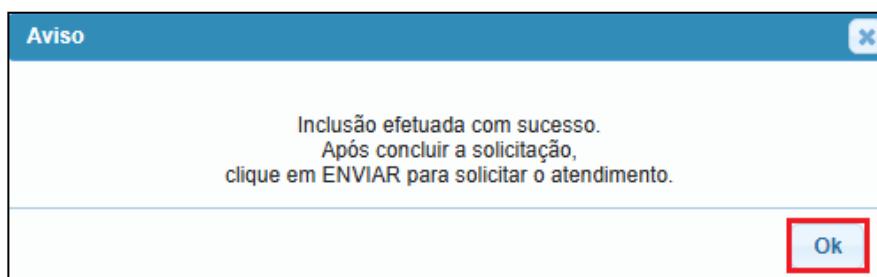 Aviso
Inclusão efetuada com sucesso.
Após concluir a solicitação,
clique em ENVIAR para solicitar o atendimento.
Ok